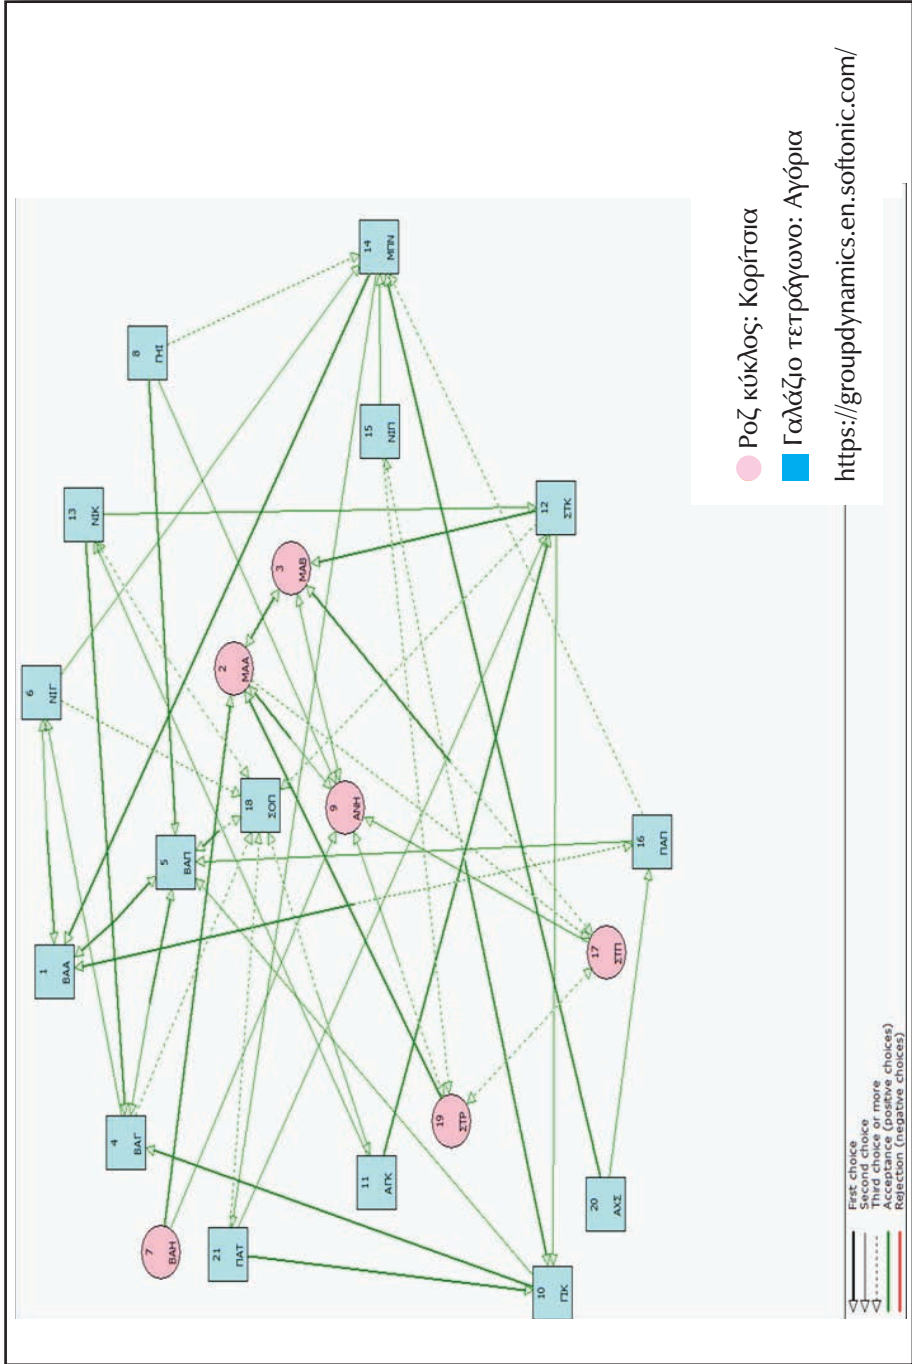 6
ΝΙΓ
1
ΒΑΑ
13
ΝΙΚ
4
ΒΑΓ
8
ΓΗΙ
7
ΒΑΗ
5
ΒΑΠ
21
ΠΑΤ
2
ΜΑΑ
18
ΣΟΠ
3
ΜΑΒ
9
ΑΝΗ
11
ΑΓΚ
14
ΜΠΝ
15
ΝΙΠ
19
ΣΤΡ
10
ΓΙΚ
12
ΣΤΚ
20
ΑΧΣ
17
ΣΤΠ
16
ΠΑΠ
Ροζ κύκλος: Κορίτσια
Γαλάζιο τετράγωνο: Αγόρια
https://groupdynamics.en.softonic.com/
First choice
Second choice
Third choice or more
Acceptance (positive choices)
Rejection (negative choices)